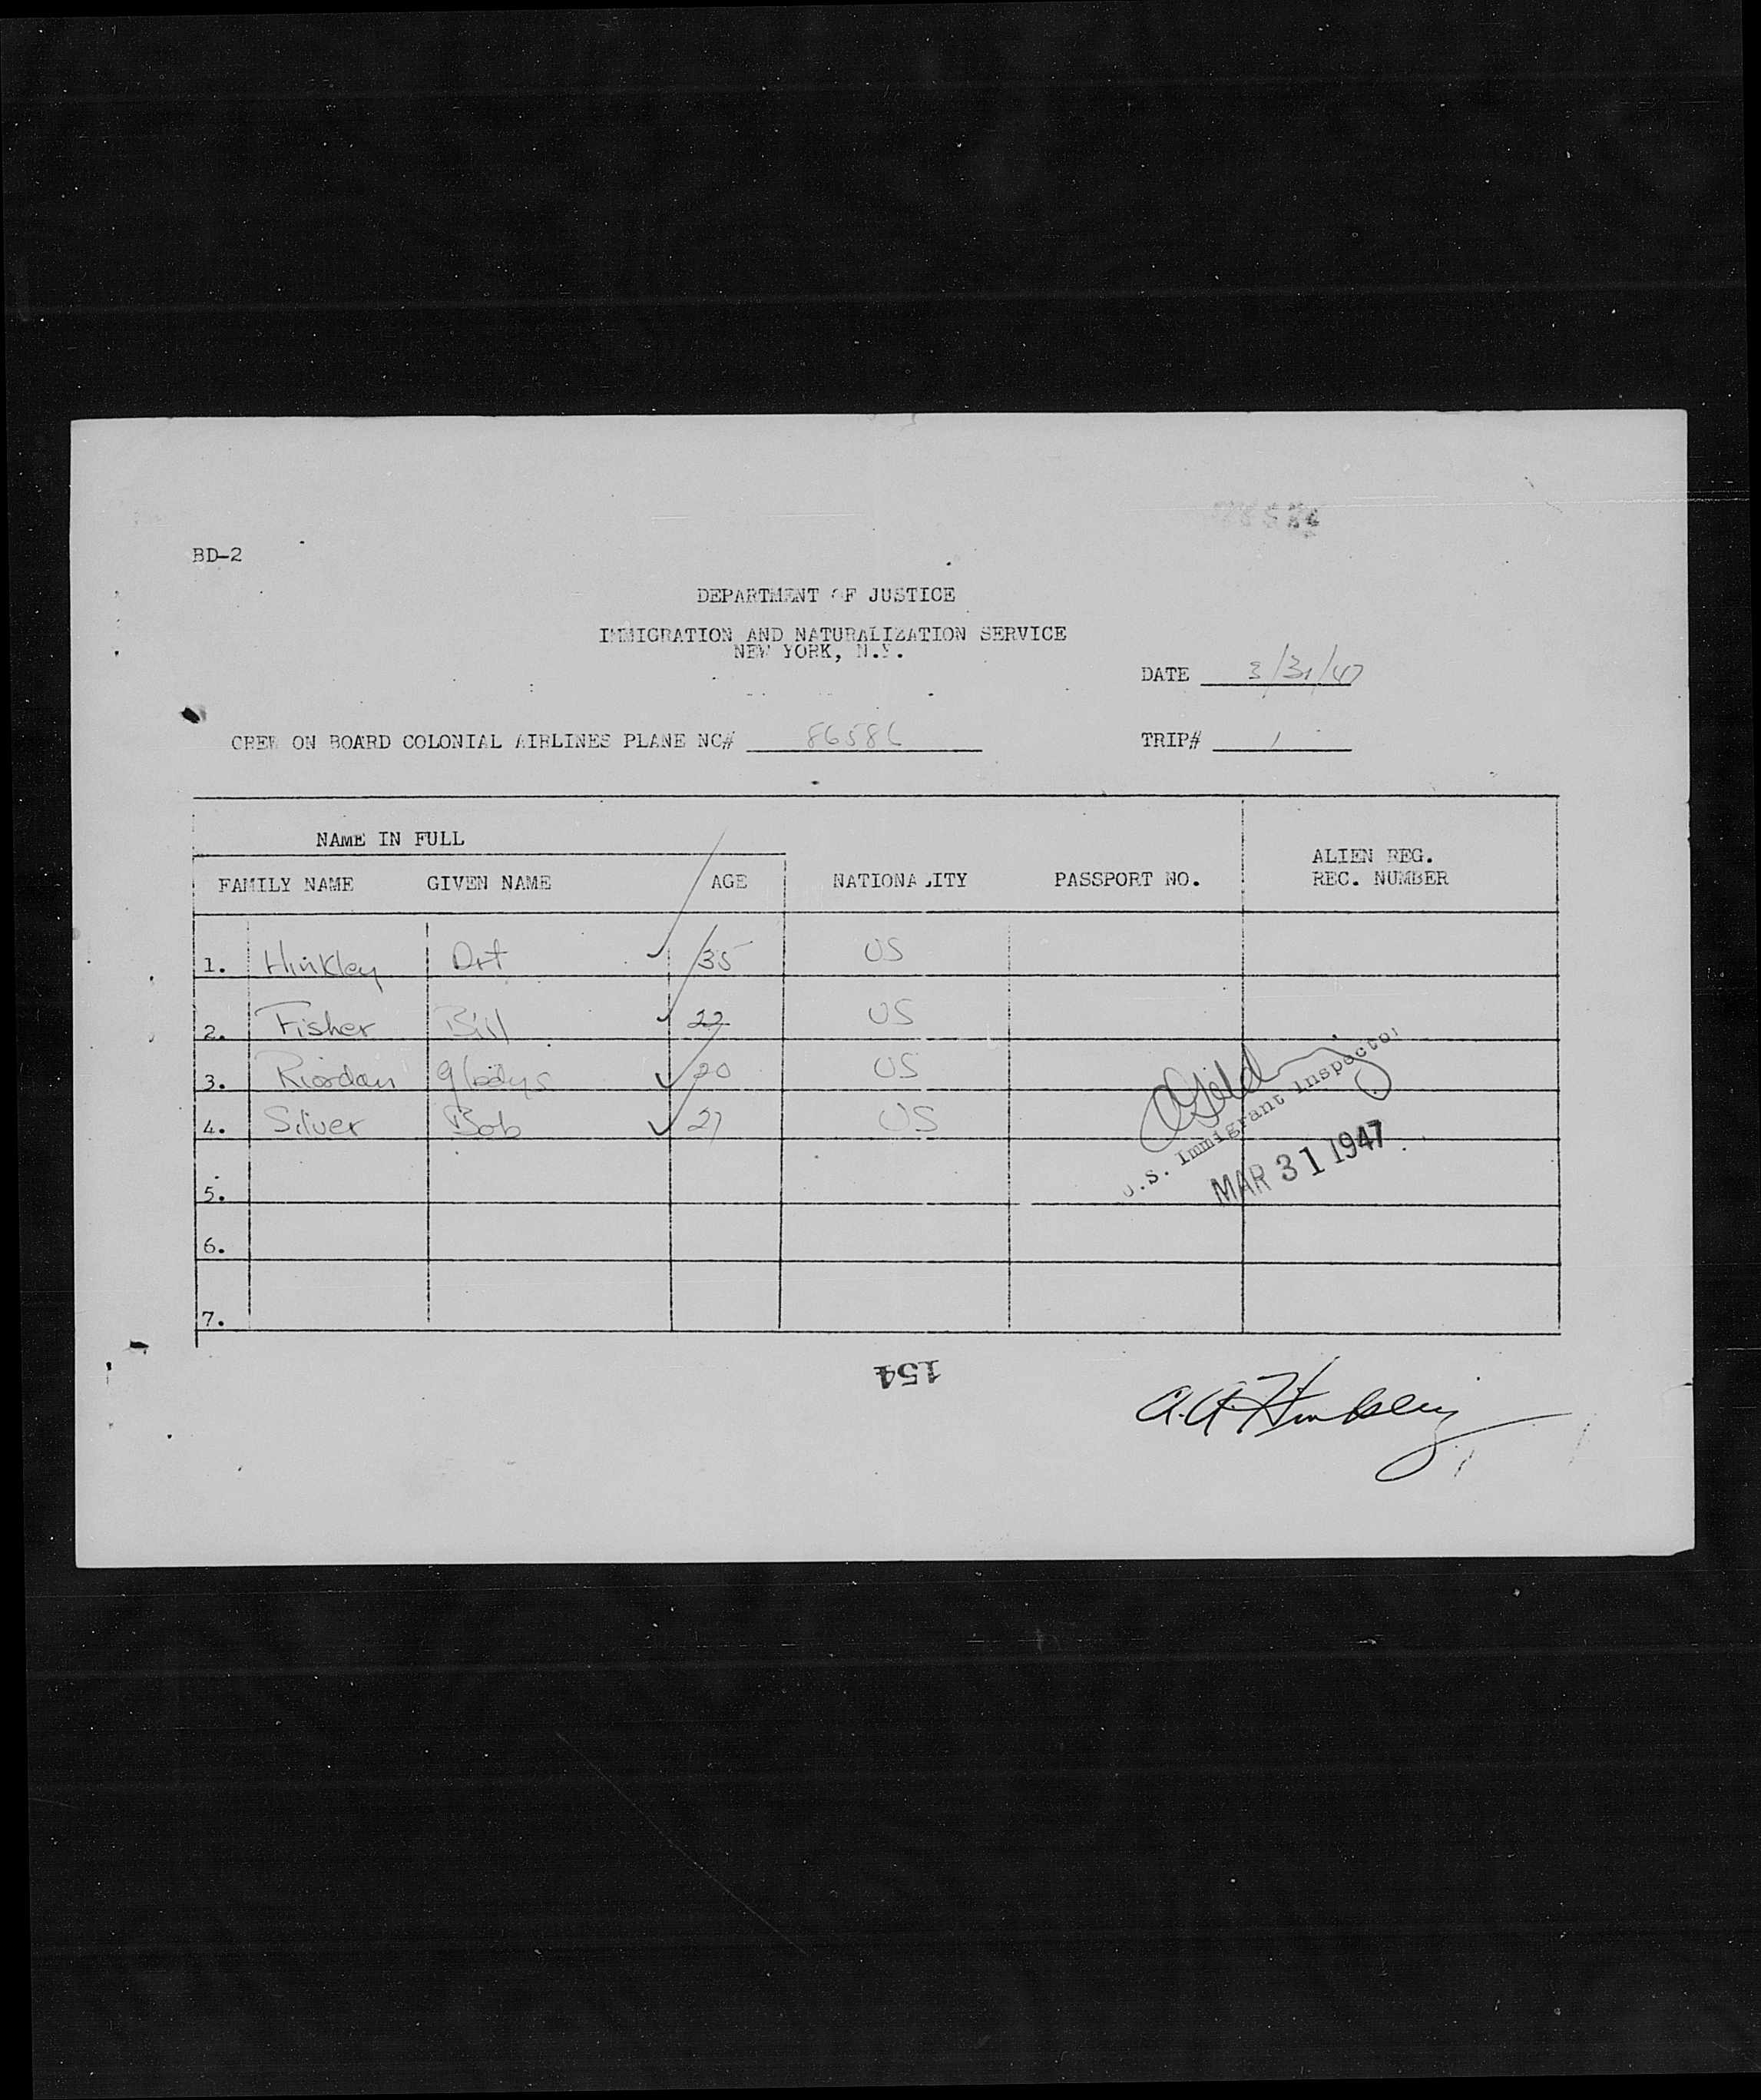 BD-2
DEPARTMENT OF JUSTICE
IMMIGRATION AND NATURALIZATION SERVICE
NEW YORK, N.Y.
DATE 3/31/47
CREW ON BOARD COLONIAL AIRLINES PLANE NC# 86586 TRIP# 1
NAME IN FULL
FAMILY NAME GIVEN NAME AGE NATIONALITY PASSPORT NO. ALIEN REG. REC. NUMBER
1. Hinkley Art 35 US
2. Fisher Bill 22 US
3. Riordan Gladys 20 US
4. Silver Bob 27 US
U.S. Immigrant Inspector
MAR 31 1947
5.
6.
7.
154
A.A. Hinkley